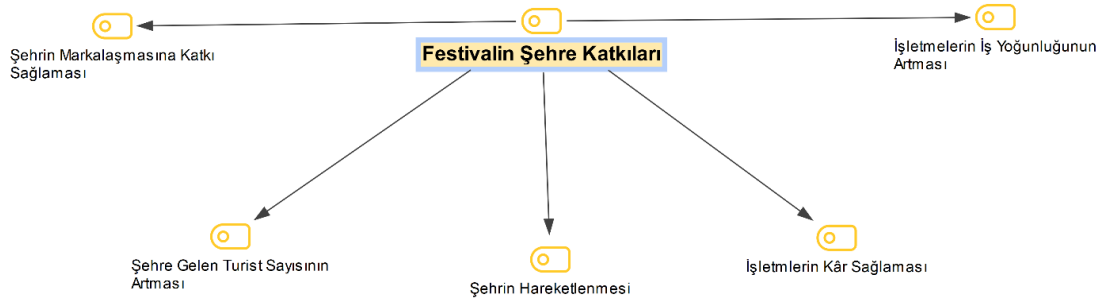 Şehrin Markalaşmasına Katkı
Sağlaması
Festivalin Şehre Katkıları
İşletmelerin İş Yoğunluğunun
Artması
Şehre Gelen Turist Sayısının
Artması
Şehrin Hareketlenmesi
İşletmlerin Kâr Sağlaması